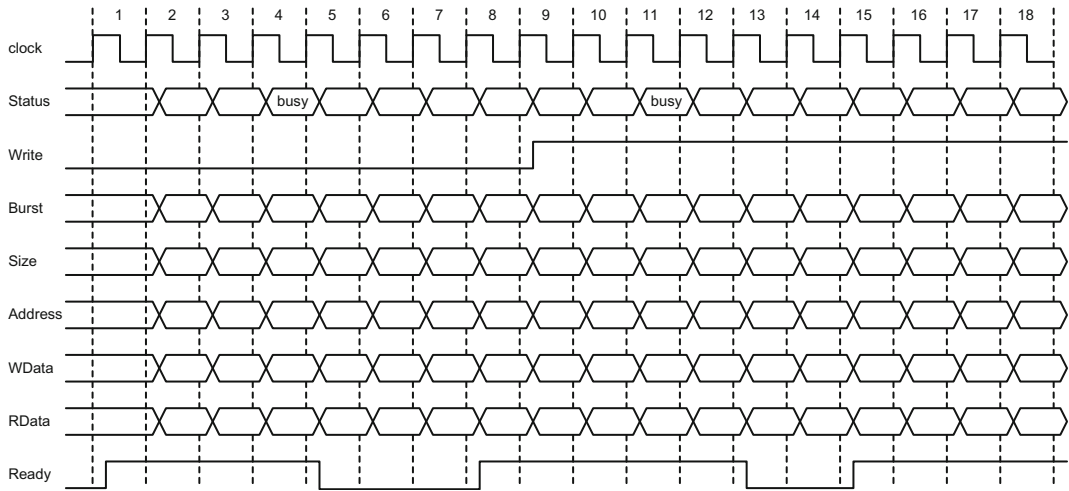 1 2 3 4 5 6 7 8 9 10 11 12 13 14 15 16 17 18
clock
Status busy busy
Write
Burst
Size
Address
WData
RData
Ready